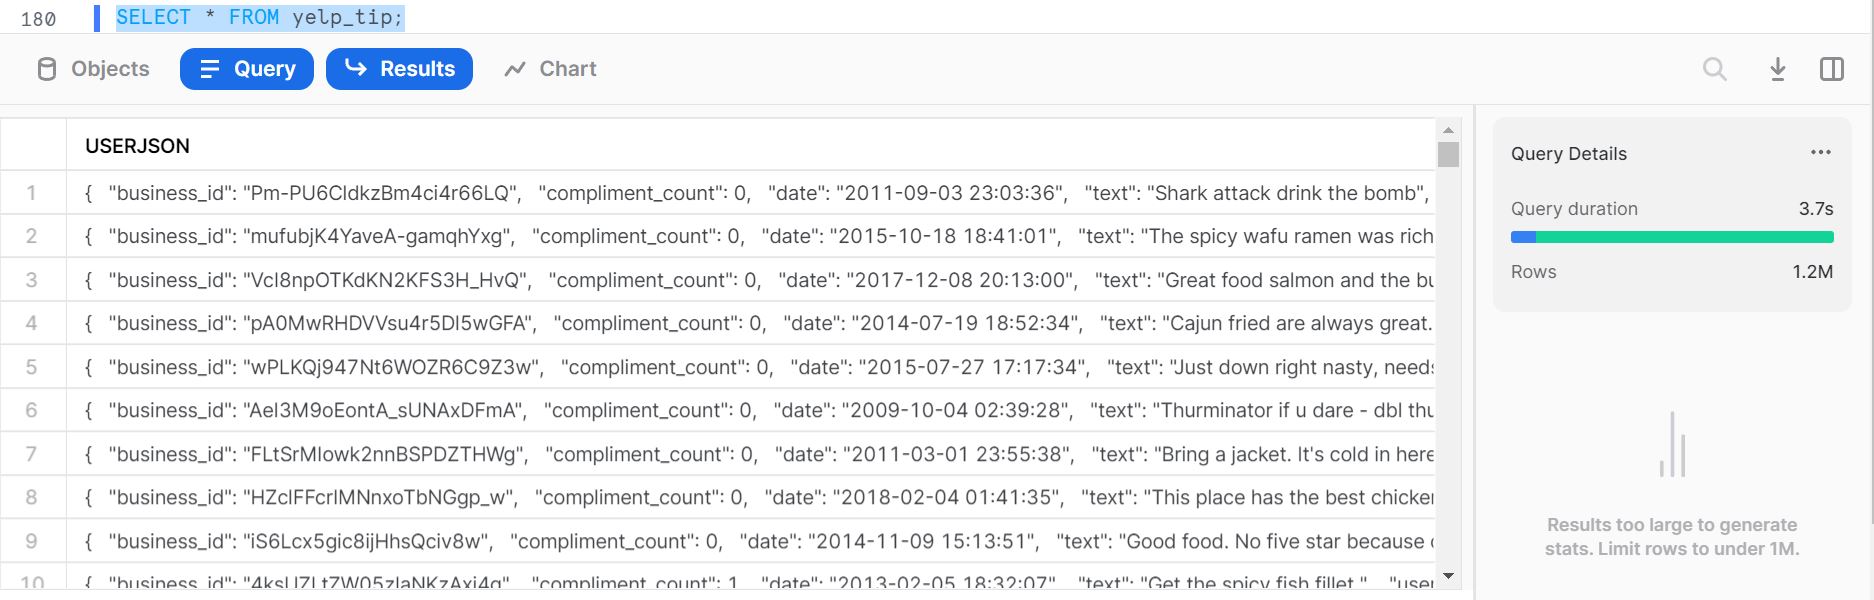 180 SELECT * FROM yelp_tip;
Objects Query Results Chart
USERJSON
1 { "business_id": "Pm-PU6CldkzBm4ci4r66LQ", "compliment_count": 0, "date": "2011-09-03 23:03:36", "text": "Shark attack drink the bomb",
2 { "business_id": "mufubjK4YaveA-gamqhYxg", "compliment_count": 0, "date": "2015-10-18 18:41:01", "text": "The spicy wafu ramen was rich
3 { "business_id": "VcI8npOTKdKN2KFS3H_HvQ", "compliment_count": 0, "date": "2017-12-08 20:13:00", "text": "Great food salmon and the bu
4 { "business_id": "pA0MwRHDVVsu4r5DI5wGFA", "compliment_count": 0, "date": "2014-07-19 18:52:34", "text": "Cajun fried are always great.
5 { "business_id": "wPLKQj947Nt6WOZR6C9Z3w", "compliment_count": 0, "date": "2015-07-27 17:17:34", "text": "Just down right nasty, needs
6 { "business_id": "AeI3M9oEontA_sUNAxDFmA", "compliment_count": 0, "date": "2009-10-04 02:39:28", "text": "Thurminator if u dare - dbl thu
7 { "business_id": "FLtSrMIowk2nnBSPDZTHWg", "compliment_count": 0, "date": "2011-03-01 23:55:38", "text": "Bring a jacket. It's cold in here
8 { "business_id": "HZclFFcrIMNnxoTbNGgp_w", "compliment_count": 0, "date": "2018-02-04 01:41:35", "text": "This place has the best chicken
9 { "business_id": "iS6Lcx5gic8ijHhsQciv8w", "compliment_count": 0, "date": "2014-11-09 15:13:51", "text": "Good food. No five star because
10 { "business_id": "4ksUZLtZW05zlaNKzAxj4g", "compliment_count": 1, "date": "2013-02-05 18:32:07", "text": "Get the spicy fish fillet.", "user
Query Details
Query duration 3.7s
Rows 1.2M
Results too large to generate
stats. Limit rows to under 1M.